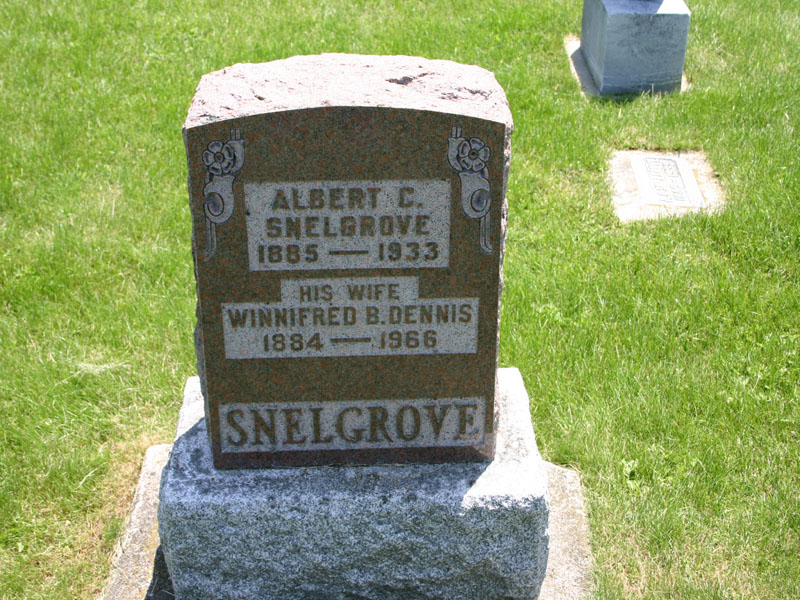 ALBERT C.
SNELGROVE
1885 — 1933
HIS WIFE
WINNIFRED B. DENNIS
1884 — 1966
SNELGROVE